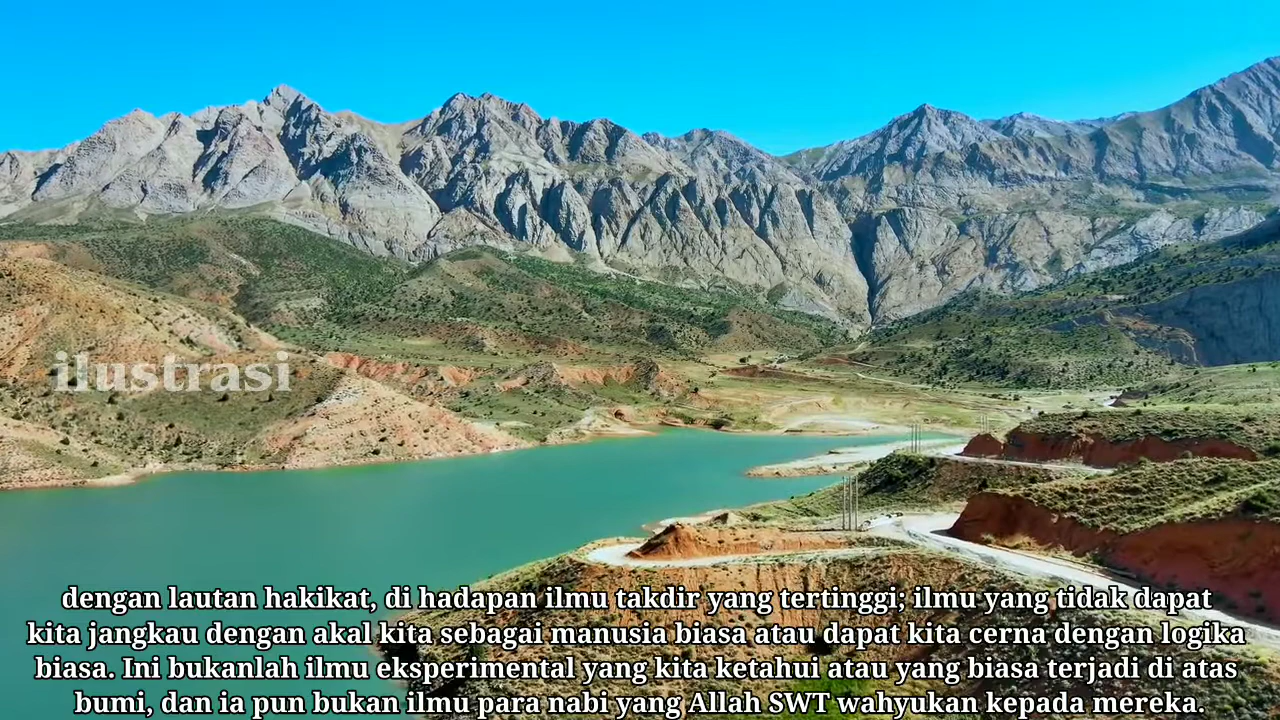 ilustrasi
dengan lautan hakikat, di hadapan ilmu takdir yang tertinggi; ilmu yang tidak dapat
kita jangkau dengan akal kita sebagai manusia biasa atau dapat kita cerna dengan logika
biasa. Ini bukanlah ilmu eksperimental yang kita ketahui atau yang biasa terjadi di atas
bumi, dan ia pun bukan ilmu para nabi yang Allah SWT wahyukan kepada mereka.